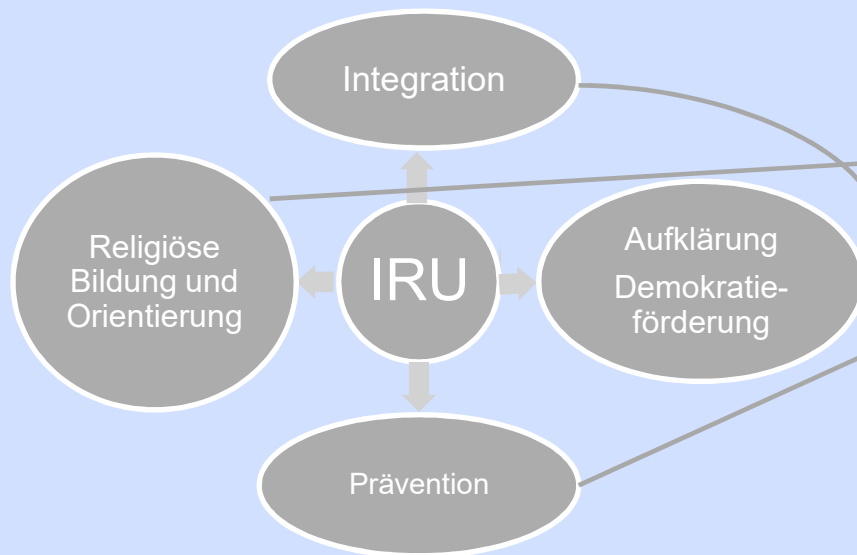 Integration
Religiöse
Bildung und
Orientierung
IRU
Aufklärung
Demokratie-
förderung
Prävention